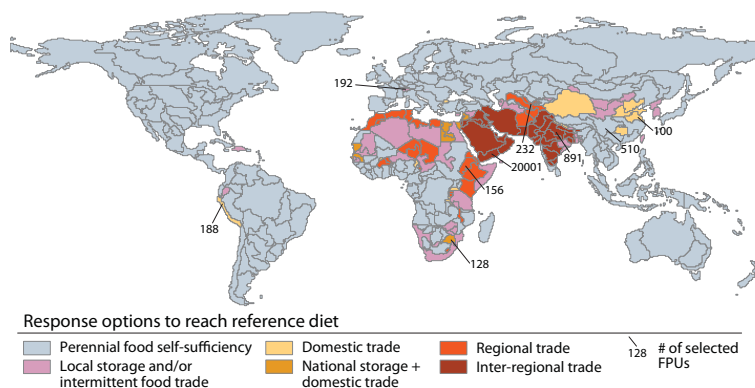 192
100
232
891
510
20001
156
188
128
Response options to reach reference diet
Perennial food self-sufficiency
Local storage and/or
intermittent food trade
Domestic trade
National storage +
domestic trade
Regional trade
Inter-regional trade
128
# of selected
FPUs